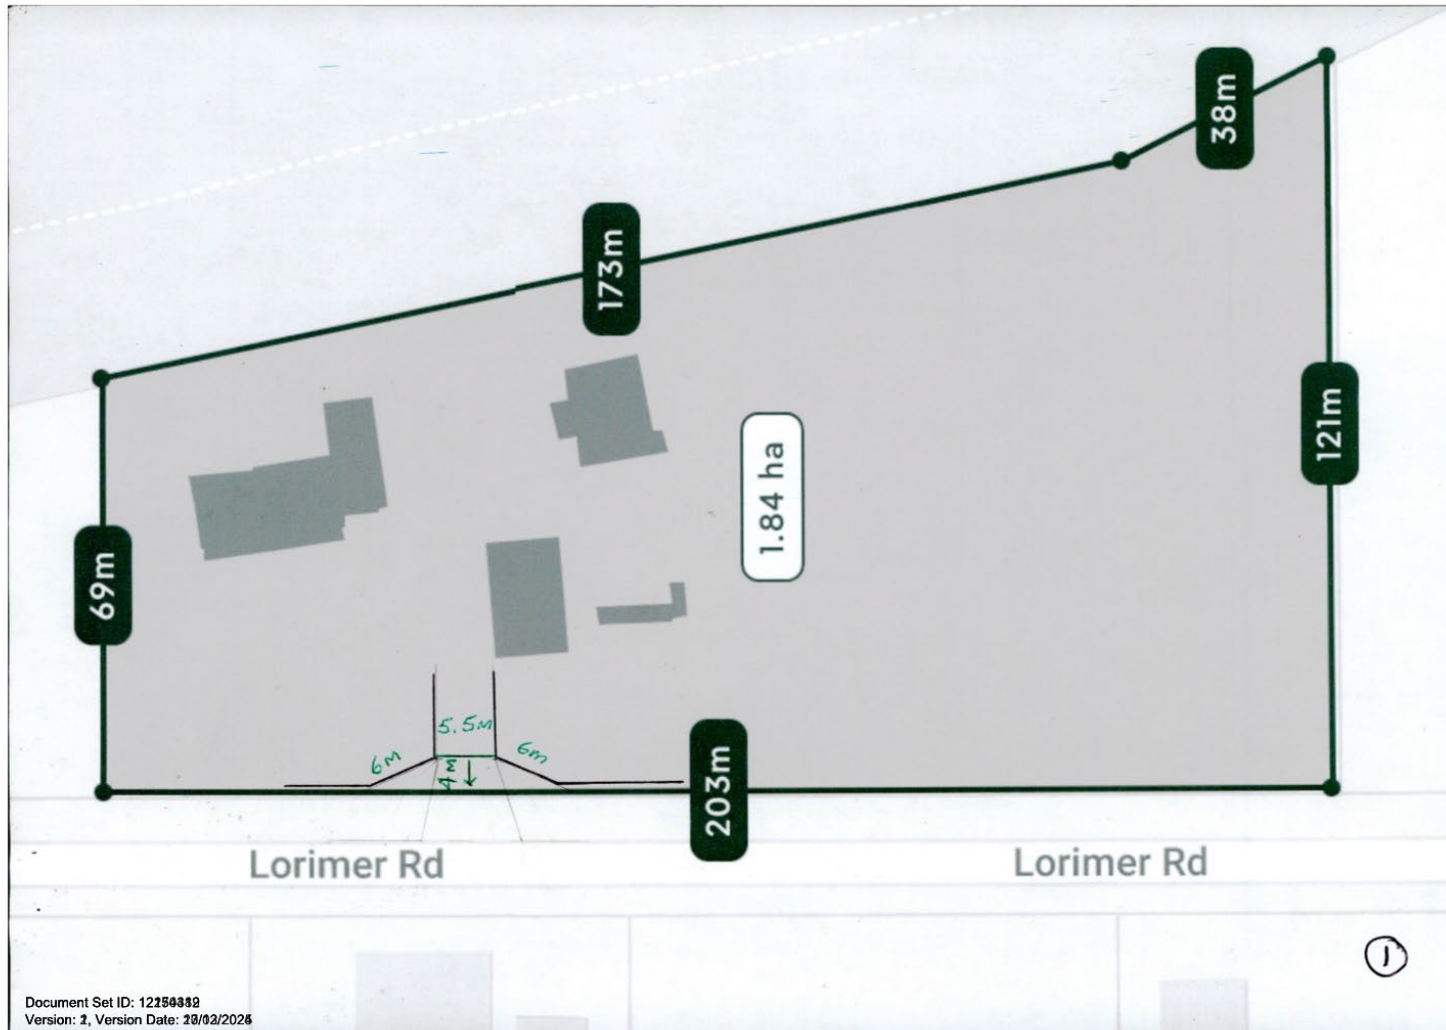 38m
173m
121m
1.84 ha
69m
5.5M
6M
6m
4M
203m
Lorimer Rd
Lorimer Rd
1
Document Set ID:
Version: , Version Date: